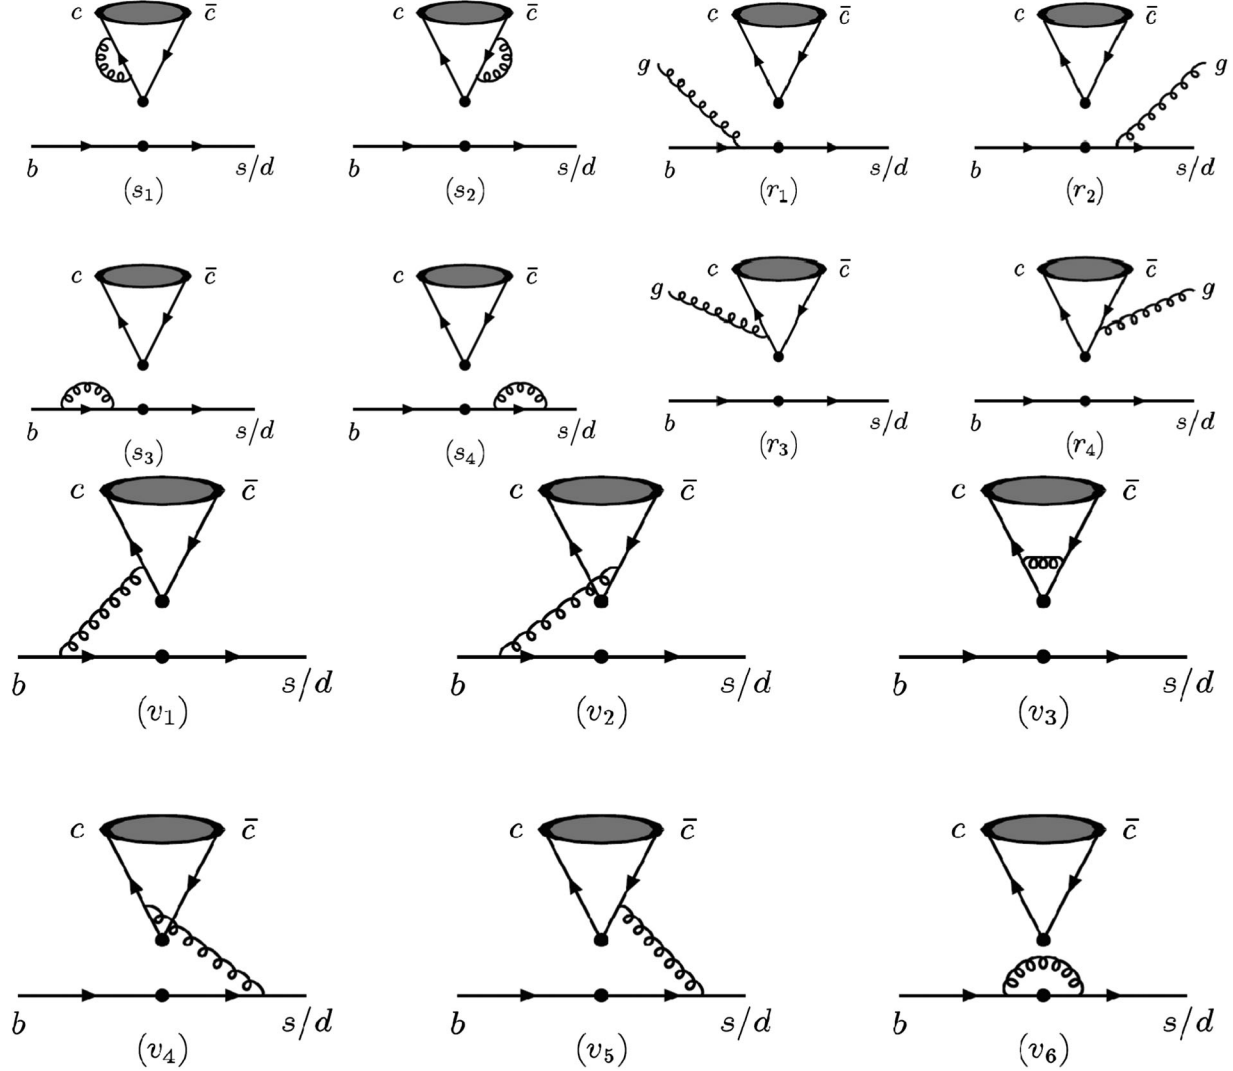 c c̄ c c̄ c c̄ c c̄
g g
b s/d b s/d b s/d b s/d
(s₁) (s₂) (r₁) (r₂)
c c̄ c c̄ c c̄ c c̄
g g
b s/d b s/d b s/d b s/d
(s₃) (s₄) (r₃) (r₄)
c c̄ c c̄ c c̄
b s/d b s/d b s/d
(v₁) (v₂) (v₃)
c c̄ c c̄ c c̄
b s/d b s/d b s/d
(v₄) (v₅) (v₆)